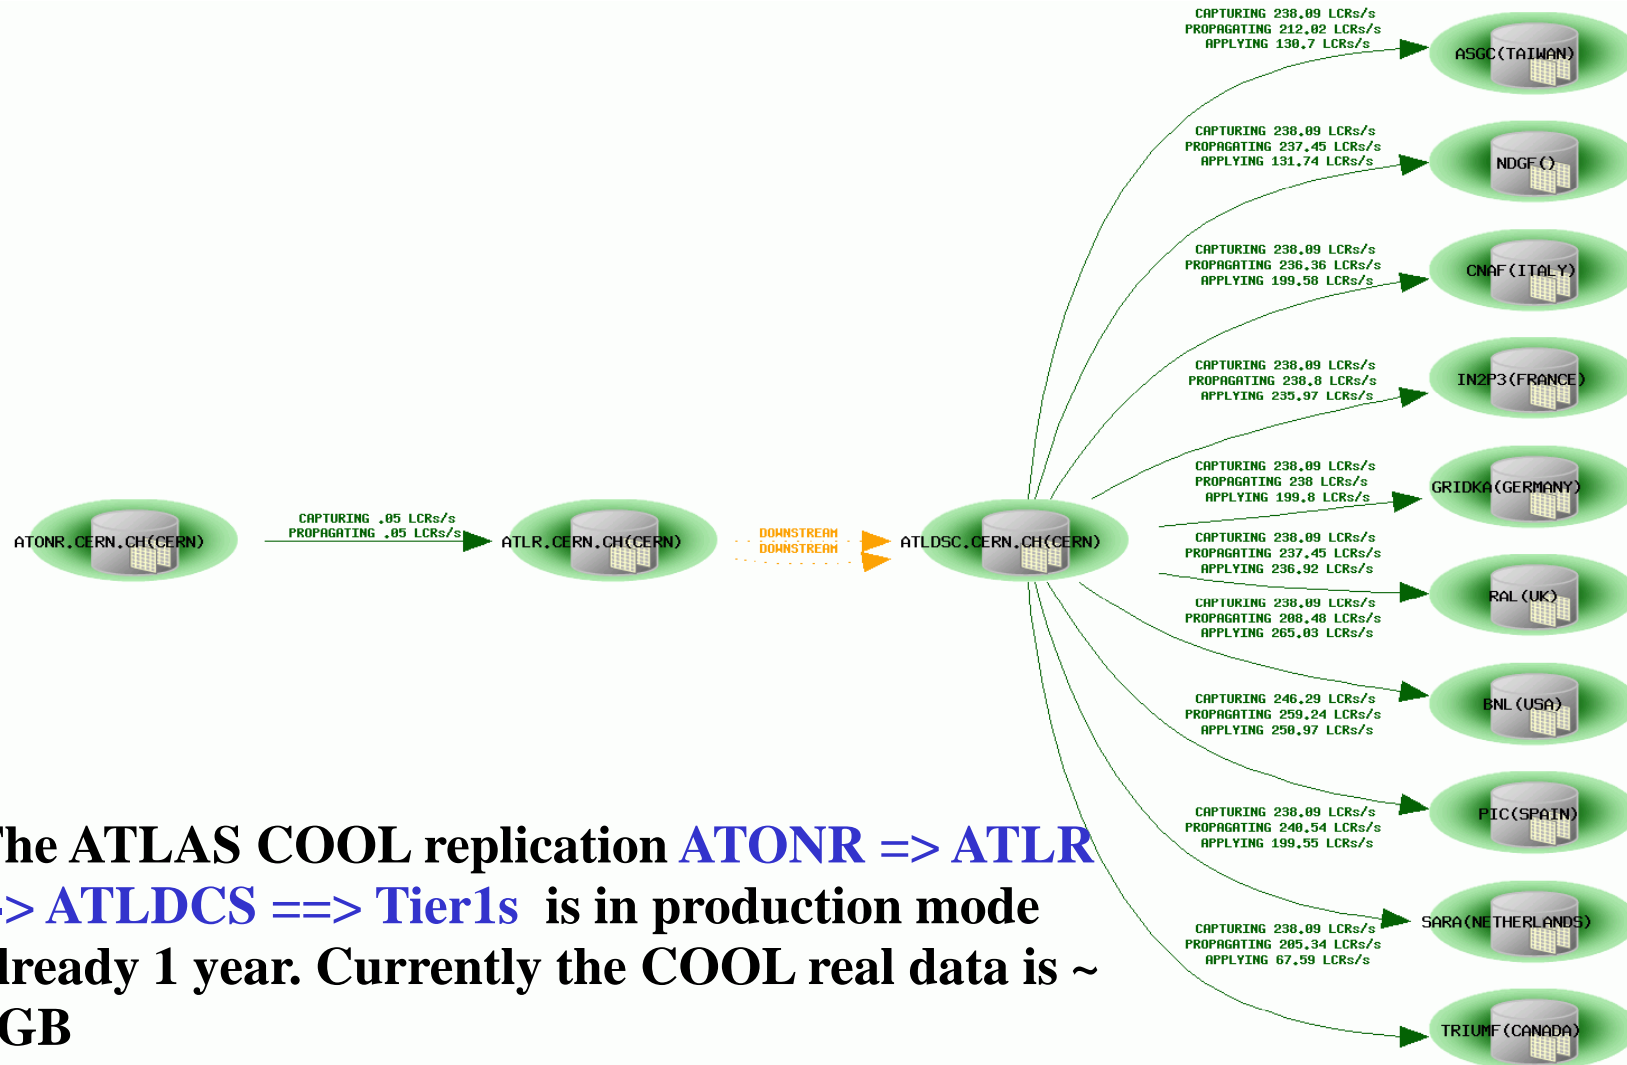 CAPTURING 238.09 LCRs/s
PROPAGATING 212.02 LCRs/s
APPLYING 130.7 LCRs/s
ASGC(TAIWAN)
CAPTURING 238.09 LCRs/s
PROPAGATING 237.45 LCRs/s
APPLYING 131.74 LCRs/s
NDGF()
CAPTURING 238.09 LCRs/s
PROPAGATING 236.36 LCRs/s
APPLYING 199.58 LCRs/s
CNAF(ITALY)
CAPTURING 238.09 LCRs/s
PROPAGATING 238.8 LCRs/s
APPLYING 235.97 LCRs/s
IN2P3(FRANCE)
CAPTURING 238.09 LCRs/s
PROPAGATING 238 LCRs/s
APPLYING 199.8 LCRs/s
GRIDKA(GERMANY)
ATONR.CERN.CH(CERN)
CAPTURING .05 LCRs/s
PROPAGATING .05 LCRs/s
ATLR.CERN.CH(CERN)
DOWNSTREAM
DOWNSTREAM
ATLDSC.CERN.CH(CERN)
CAPTURING 238.09 LCRs/s
PROPAGATING 237.45 LCRs/s
APPLYING 236.92 LCRs/s
RAL(UK)
CAPTURING 238.09 LCRs/s
PROPAGATING 208.48 LCRs/s
APPLYING 265.03 LCRs/s
BNL(USA)
CAPTURING 246.29 LCRs/s
PROPAGATING 259.24 LCRs/s
APPLYING 250.97 LCRs/s
PIC(SPAIN)
CAPTURING 238.09 LCRs/s
PROPAGATING 240.54 LCRs/s
APPLYING 199.55 LCRs/s
SARA(NETHERLANDS)
CAPTURING 238.09 LCRs/s
PROPAGATING 205.34 LCRs/s
APPLYING 67.59 LCRs/s
TRIUMF(CANADA)
The ATLAS COOL replication ATONR => ATLR
=> ATLDCS ==> Tier1s is in production mode
lready 1 year. Currently the COOL real data is ~
GB